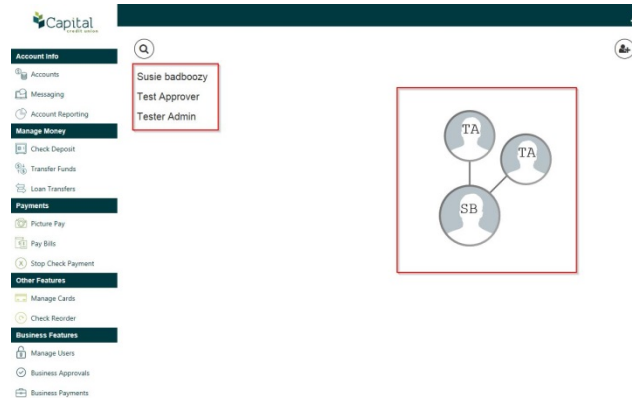 Capital
credit union
Account Info
Accounts
Messaging
Account Reporting
Manage Money
Check Deposit
Transfer Funds
Loan Transfers
Payments
Picture Pay
Pay Bills
Stop Check Payment
Other Features
Manage Cards
Check Reorder
Business Features
Manage Users
Business Approvals
Business Payments
Susie badboozy
Test Approver
Tester Admin
TA
TA
SB